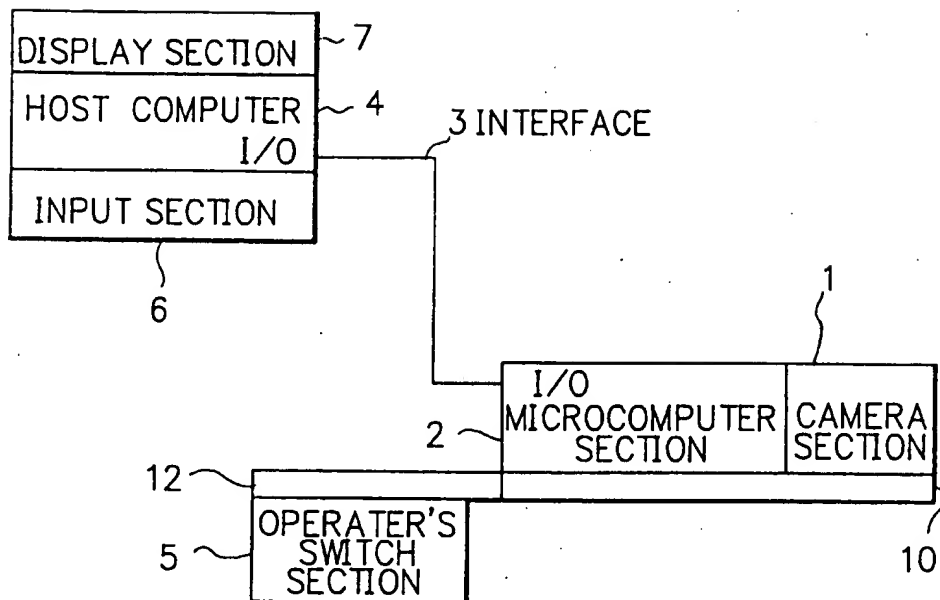 DISPLAY SECTION
7
HOST COMPUTER
4
I/O
3 INTERFACE
INPUT SECTION
6
1
I/O
MICROCOMPUTER
SECTION
2
CAMERA
SECTION
12
OPERATER'S
SWITCH
SECTION
5
10